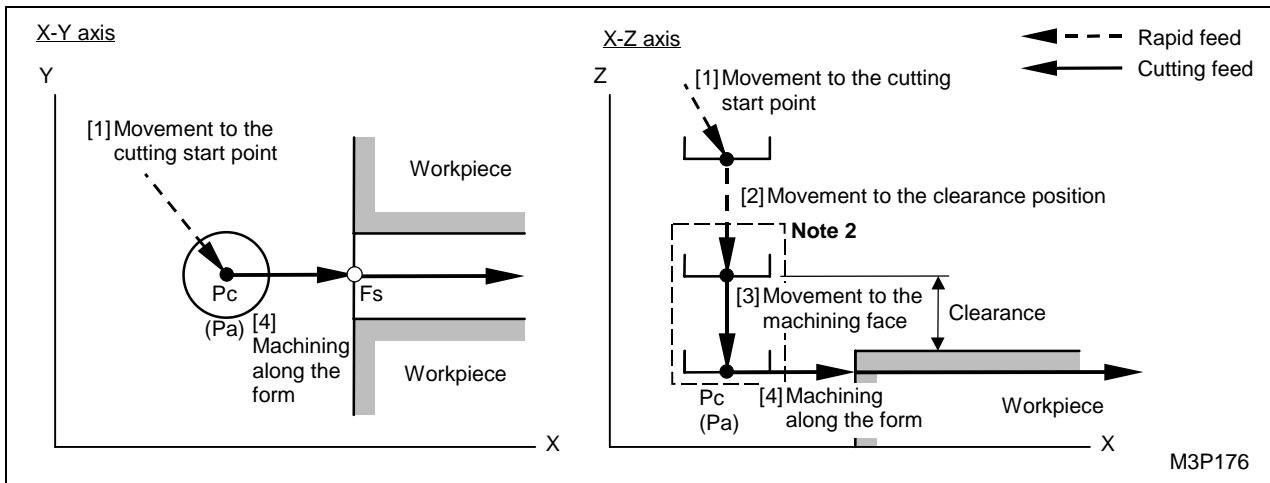 X-Y axis
Y
[1] Movement to the
cutting start point
Workpiece
Pc
(Pa)
Fs
[4]
Machining
along the
form
Workpiece
X
X-Z axis
Rapid feed
Cutting feed
Z
[1] Movement to the cutting
start point
[2] Movement to the clearance position
Note 2
[3] Movement to the
machining face
Clearance
Pc
(Pa)
[4] Machining
along the form
Workpiece
X
M3P176